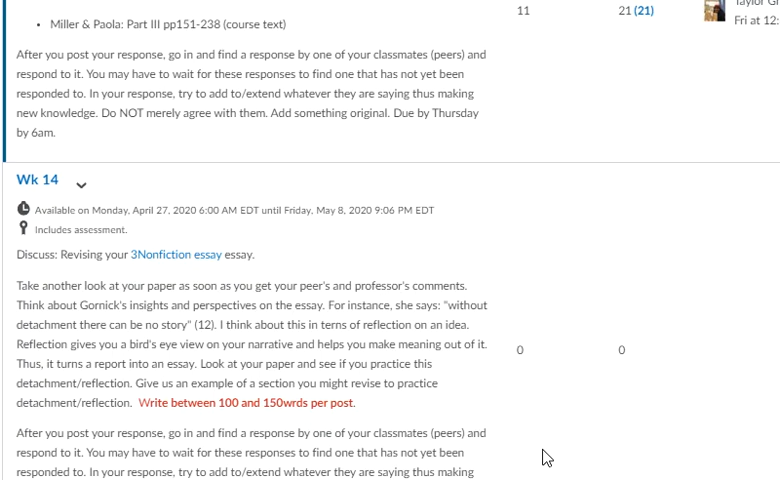 Miller & Paola: Part III pp151-238 (course text)
11
21 (21)
Fri at 12:
After you post your response, go in and find a response by one of your classmates (peers) and
respond to it. You may have to wait for these responses to find one that has not yet been
responded to. In your response, try to add to/extend whatever they are saying thus making
new knowledge. Do NOT merely agree with them. Add something original. Due by Thursday
by 6am.
Wk 14
Available on Monday, April 27, 2020 6:00 AM EDT until Friday, May 8, 2020 9:06 PM EDT
Includes assessment.
Discuss: Revising your 3Nonfiction essay essay.
Take another look at your paper as soon as you get your peer's and professor's comments.
Think about Gornick's insights and perspectives on the essay. For instance, she says: "without
detachment there can be no story" (12). I think about this in terns of reflection on an idea.
Reflection gives you a bird's eye view on your narrative and helps you make meaning out of it.
Thus, it turns a report into an essay. Look at your paper and see if you practice this
detachment/reflection. Give us an example of a section you might revise to practice
detachment/reflection. Write between 100 and 150wrds per post.
0
0
After you post your response, go in and find a response by one of your classmates (peers) and
respond to it. You may have to wait for these responses to find one that has not yet been
responded to. In your response, try to add to/extend whatever they are saying thus making